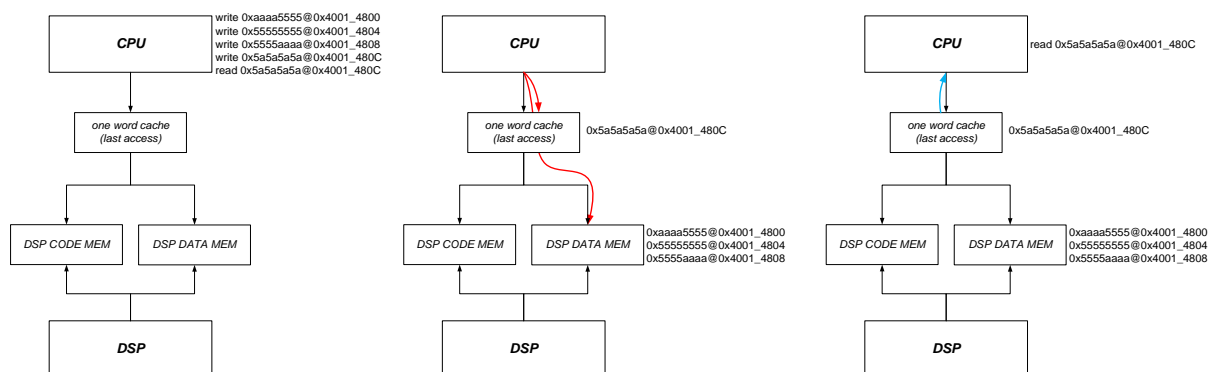 CPU
write 0xaaaa5555@0x4001_4800
write 0x55555555@0x4001_4804
write 0x5555aaaa@0x4001_4808
write 0x5a5a5a5a@0x4001_480C
read 0x5a5a5a5a@0x4001_480C
one word cache
(last access)
DSP CODE MEM
DSP DATA MEM
DSP
CPU
one word cache
(last access)
0x5a5a5a5a@0x4001_480C
DSP CODE MEM
DSP DATA MEM
0xaaaa5555@0x4001_4800
0x55555555@0x4001_4804
0x5555aaaa@0x4001_4808
DSP
CPU
read 0x5a5a5a5a@0x4001_480C
one word cache
(last access)
0x5a5a5a5a@0x4001_480C
DSP CODE MEM
DSP DATA MEM
0xaaaa5555@0x4001_4800
0x55555555@0x4001_4804
0x5555aaaa@0x4001_4808
DSP